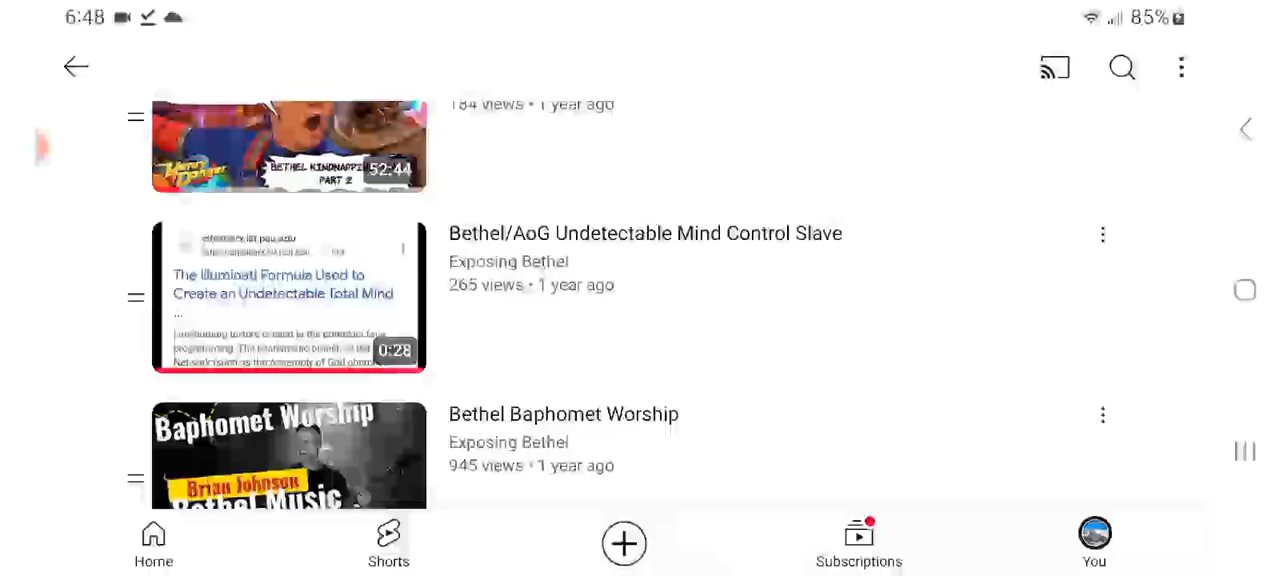 6:48
85%
184 views • 1 year ago
Henry Danger
BETHEL KINDNAPPING
PART 2
52:44
Bethel/AoG Undetectable Mind Control Slave
Exposing Bethel
265 views • 1 year ago
The Illuminati Formula Used to
Create an Undetectable Total Mind
...
0:28
Bethel Baphomet Worship
Exposing Bethel
945 views • 1 year ago
Baphomet Worship
Brian Johnson
Bethel Music
Home
Shorts
Subscriptions
You